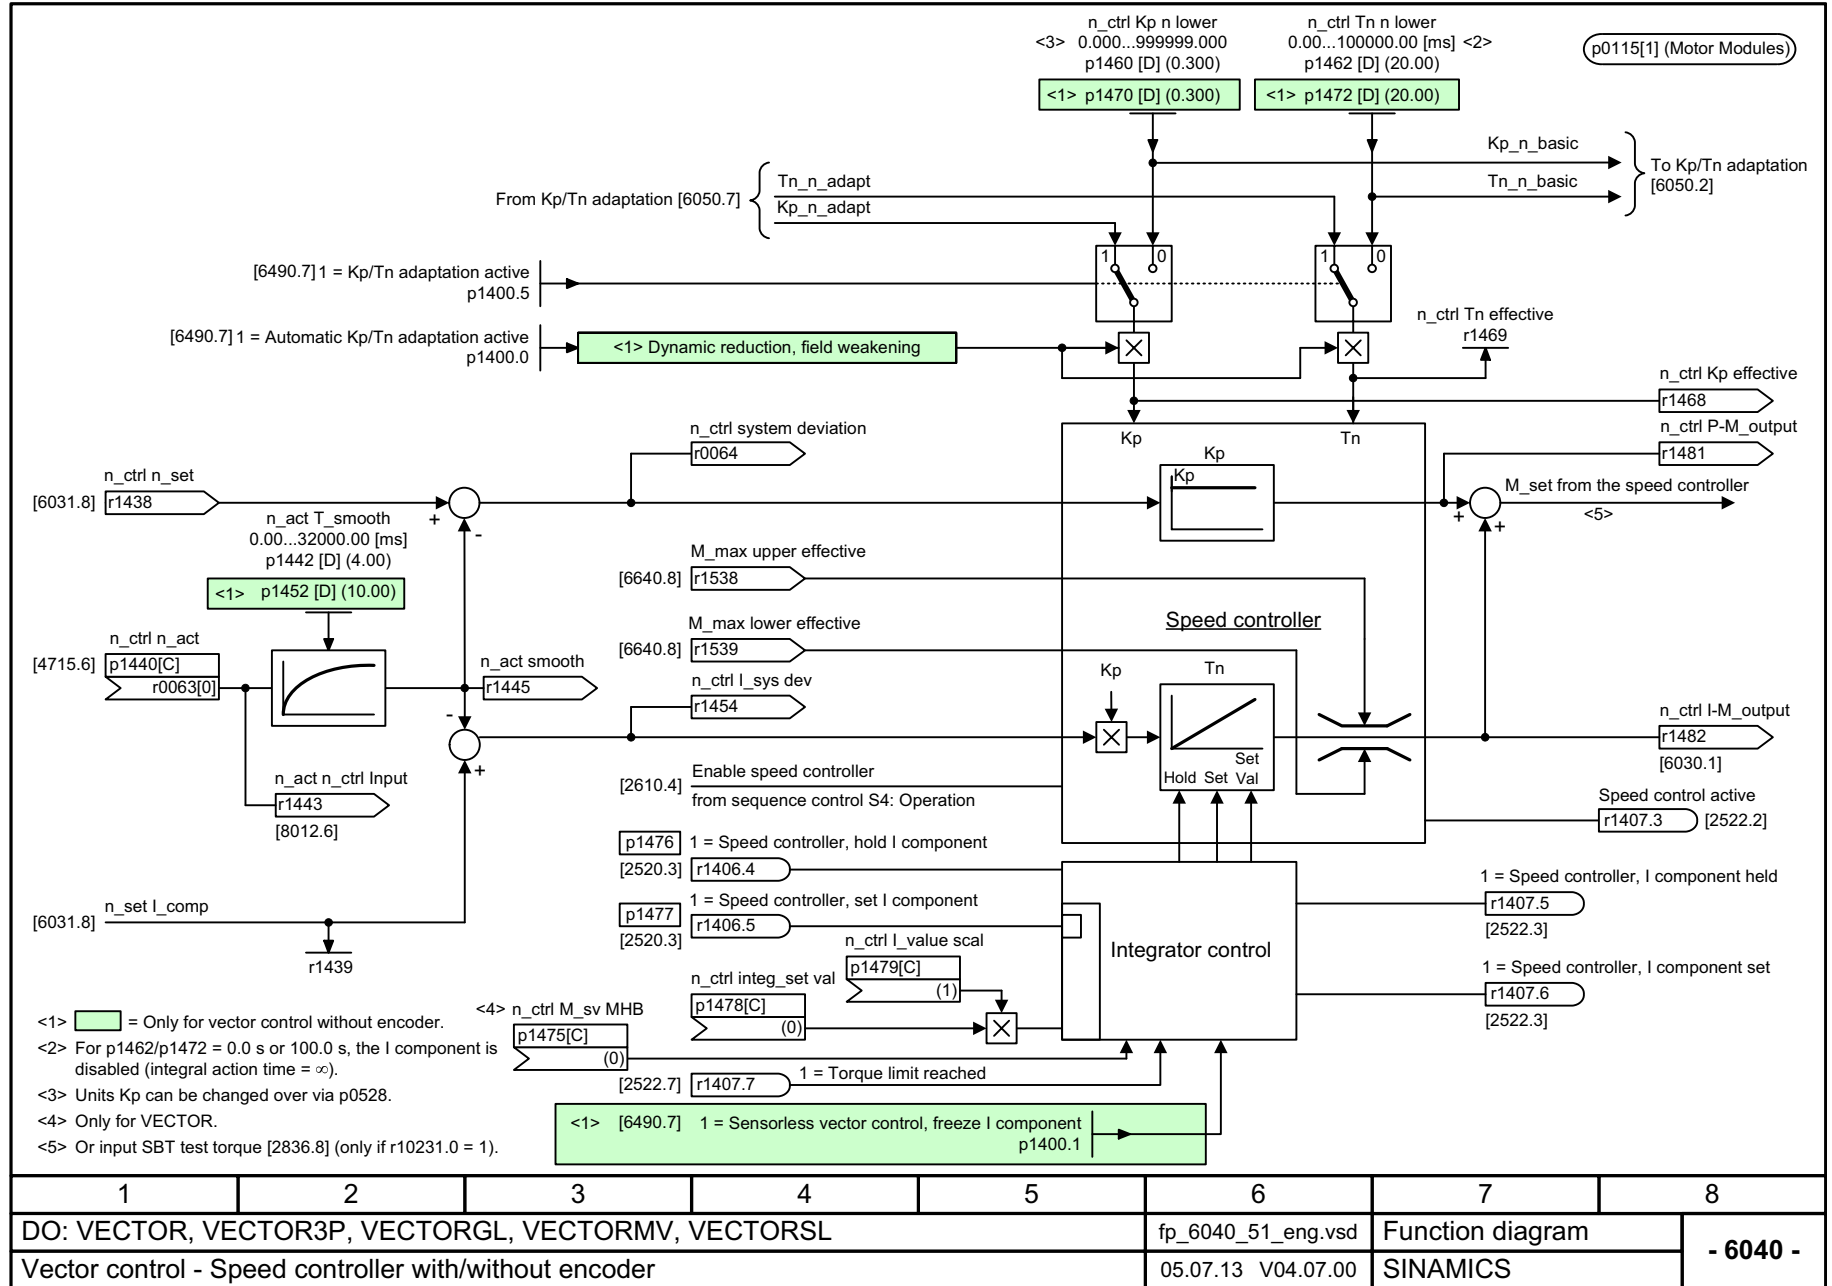 n_ctrl Kp n lower
<3> 0.000...999999.000
p1460 [D] (0.300)
<1> p1470 [D] (0.300)
n_ctrl Tn n lower
0.00...100000.00 [ms] <2>
p1462 [D] (20.00)
<1> p1472 [D] (20.00)
p0115[1] (Motor Modules)
Kp_n_basic
Tn_n_basic
To Kp/Tn adaptation
[6050.2]
From Kp/Tn adaptation [6050.7]
Tn_n_adapt
Kp_n_adapt
1 0
1 0
[6490.7] 1 = Kp/Tn adaptation active
p1400.5
[6490.7] 1 = Automatic Kp/Tn adaptation active
p1400.0
<1> Dynamic reduction, field weakening
n_ctrl Tn effective
r1469
n_ctrl Kp effective
r1468
n_ctrl P-M_output
r1481
n_ctrl system deviation
r0064
Kp
Tn
Kp
Kp
n_ctrl n_set
[6031.8] r1438
+
-
M_set from the speed controller
<5>
+
+
n_act T_smooth
0.00...32000.00 [ms]
p1442 [D] (4.00)
<1> p1452 [D] (10.00)
M_max upper effective
[6640.8] r1538
M_max lower effective
[6640.8] r1539
Speed controller
n_ctrl n_act
[4715.6] p1440[C]
r0063[0]
n_act smooth
r1445
n_ctrl I_sys dev
r1454
-
+
Kp
Tn
Hold Set Set Val
n_ctrl I-M_output
r1482
[6030.1]
n_act n_ctrl Input
r1443
[8012.6]
[2610.4] Enable speed controller
from sequence control S4: Operation
Speed control active
r1407.3 [2522.2]
p1476 1 = Speed controller, hold I component
[2520.3] r1406.4
p1477 1 = Speed controller, set I component
[2520.3] r1406.5
Integrator control
1 = Speed controller, I component held
r1407.5
[2522.3]
1 = Speed controller, I component set
r1407.6
[2522.3]
[6031.8] n_set I_comp
r1439
n_ctrl I_value scal
p1479[C]
(1)
n_ctrl integ_set val
p1478[C]
(0)
<4> n_ctrl M_sv MHB
p1475[C]
(0)
[2522.7] r1407.7 1 = Torque limit reached
<1> [6490.7] 1 = Sensorless vector control, freeze I component
p1400.1
<1> = Only for vector control without encoder.
<2> For p1462/p1472 = 0.0 s or 100.0 s, the I component is
disabled (integral action time = ∞).
<3> Units Kp can be changed over via p0528.
<4> Only for VECTOR.
<5> Or input SBT test torque [2836.8] (only if r10231.0 = 1).
1 2 3 4 5 6 7 8
DO: VECTOR, VECTOR3P, VECTORGL, VECTORMV, VECTORSL
fp_6040_51_eng.vsd
Function diagram
- 6040 -
Vector control - Speed controller with/without encoder
05.07.13 V04.07.00
SINAMICS